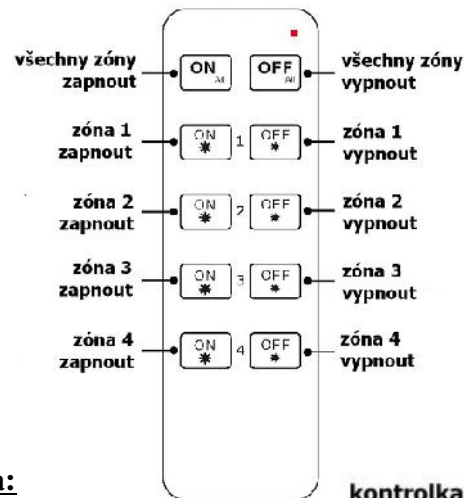 všechny zóny
zapnout
ON
All
OFF
All
všechny zóny
vypnout
zóna 1
zapnout
ON
1
OFF
zóna 1
vypnout
zóna 2
zapnout
ON
2
OFF
zóna 2
vypnout
zóna 3
zapnout
ON
3
OFF
zóna 3
vypnout
zóna 4
zapnout
ON
4
OFF
zóna 4
vypnout
kontrolka